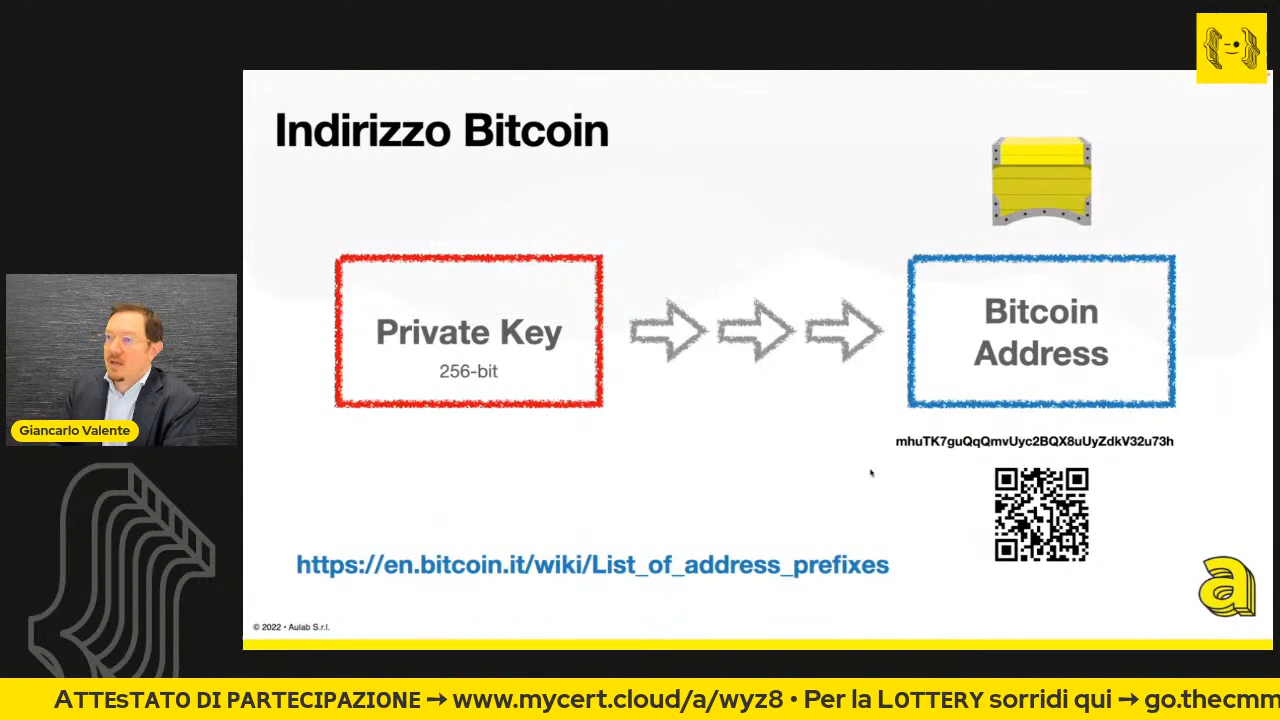 Indirizzo Bitcoin
Private Key
256-bit
Bitcoin
Address
mhuTK7guQqQmvUyc2BQX8uUyZdkV32u73h
https://en.bitcoin.it/wiki/List_of_address_prefixes
© 2022 • Aulab S.r.l.
a
Giancarlo Valente
ATTEsTATO DI PARTECIPAZIONE → www.mycert.cloud/a/wyz8 • Per la LOTTERY sorridi qui → go.thecmm